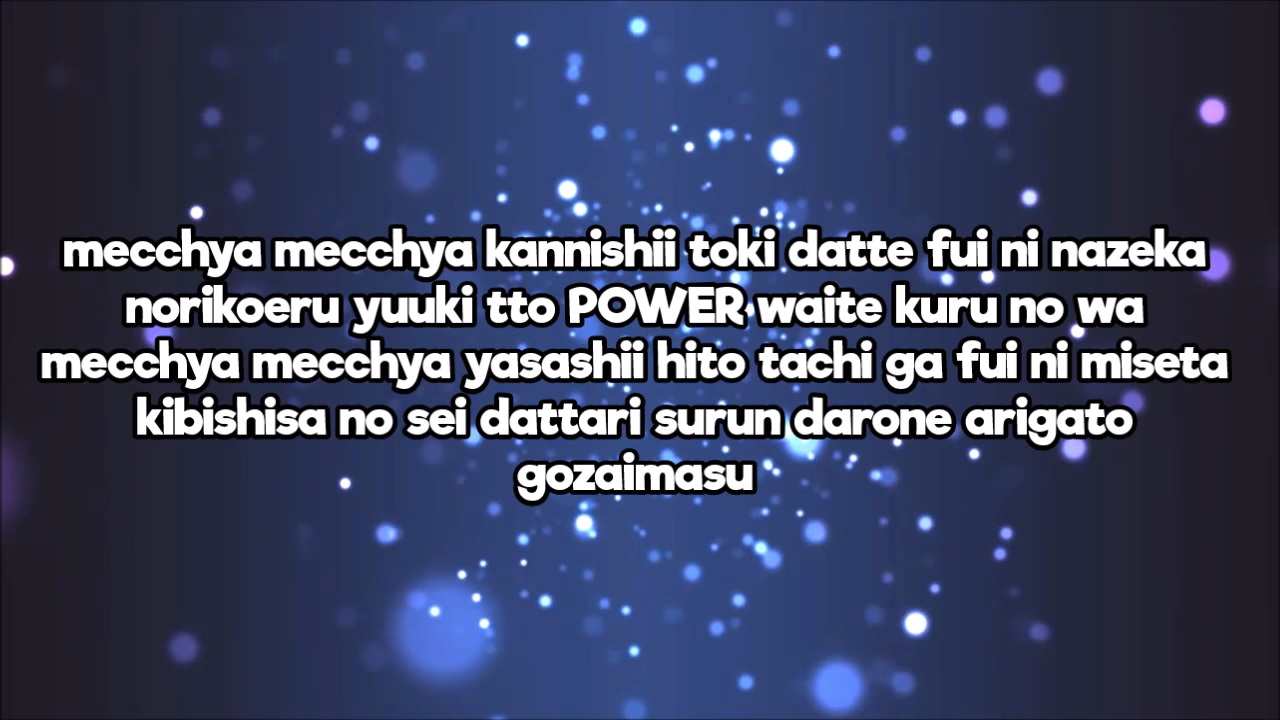 mecchya mecchya kannishii toki datte fui ni nazeka
norikoeru yuuki tto POWER waite kuru no wa
mecchya mecchya yasashii hito tachi ga fui ni miseta
kibishisa no sei dattari surun darone arigato
gozaimasu